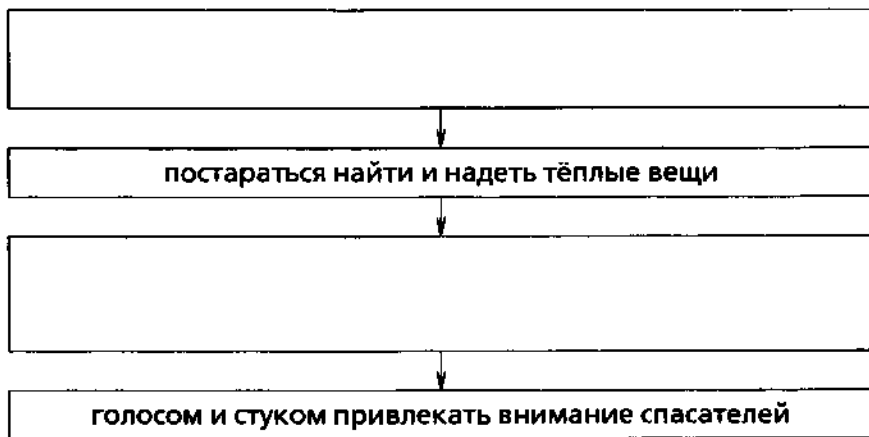 постараться найти и надеть тёплые вещи
голосом и стуком привлекать внимание спасателей